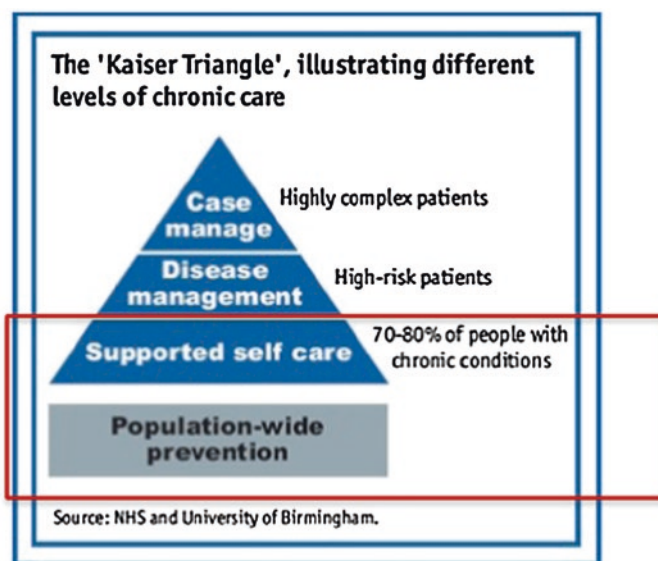 The 'Kaiser Triangle', illustrating different
levels of chronic care
Case
manage
Highly complex patients
Disease
management
High-risk patients
Supported self care
70-80% of people with
chronic conditions
Population-wide
prevention
Source: NHS and University of Birmingham.